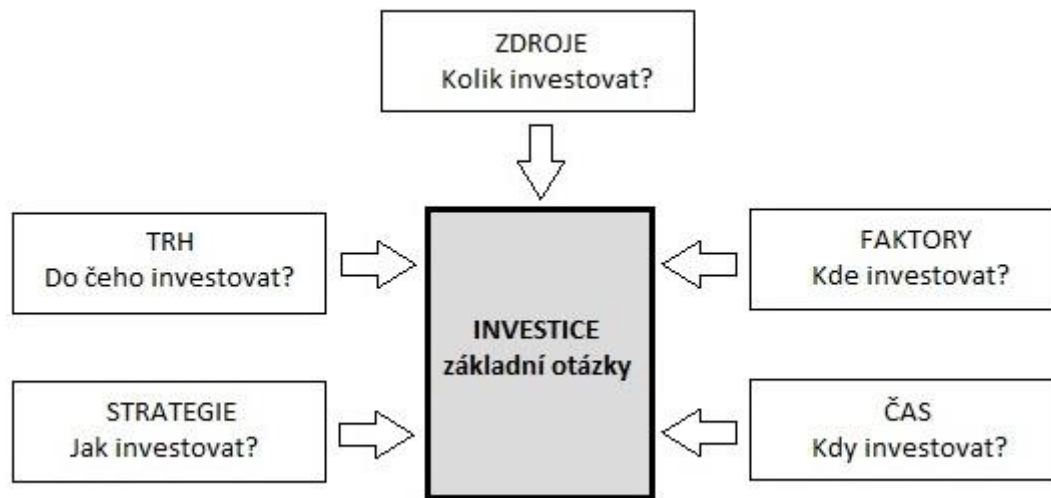 ZDROJE
Kolik investovat?
TRH
Do čeho investovat?
FAKTORY
Kde investovat?
INVESTICE
základní otázky
STRATEGIE
Jak investovat?
ČAS
Kdy investovat?